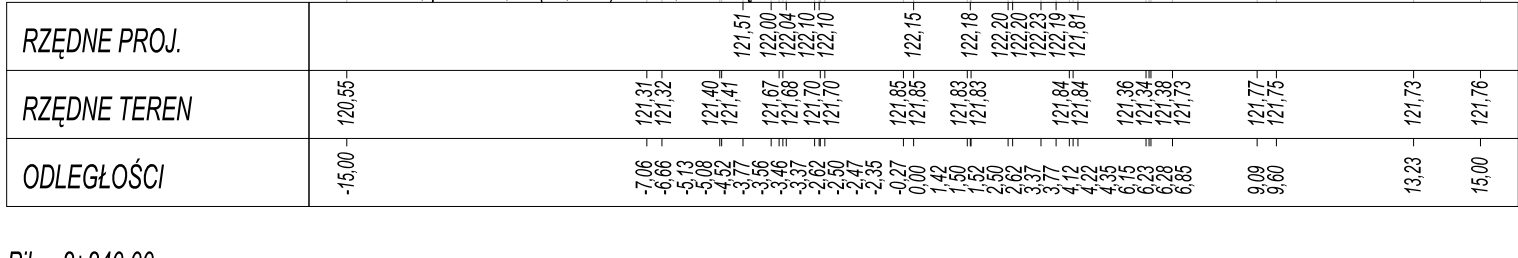 RZĘDNE PROJ. 121,51 122,00 122,04 122,10 122,10 122,15 122,18 122,20 122,20 122,23 122,19 121,81
RZĘDNE TEREN 120,55 121,31 121,32 121,40 121,41 121,67 121,68 121,70 121,70 121,85 121,85 121,83 121,83 121,84 121,84 121,36 121,34 121,38 121,73 121,77 121,75 121,73 121,76
ODLEGŁOŚCI -15,00 -7,06 -6,66 -5,13 -5,08 -4,52 -3,77 -3,56 -3,46 -3,37 -2,62 -2,50 -2,47 -2,35 -0,27 0,00 1,42 1,50 1,52 2,50 2,62 3,37 3,77 4,12 4,22 4,35 6,15 6,23 6,28 6,85 9,09 9,60 13,23 15,00